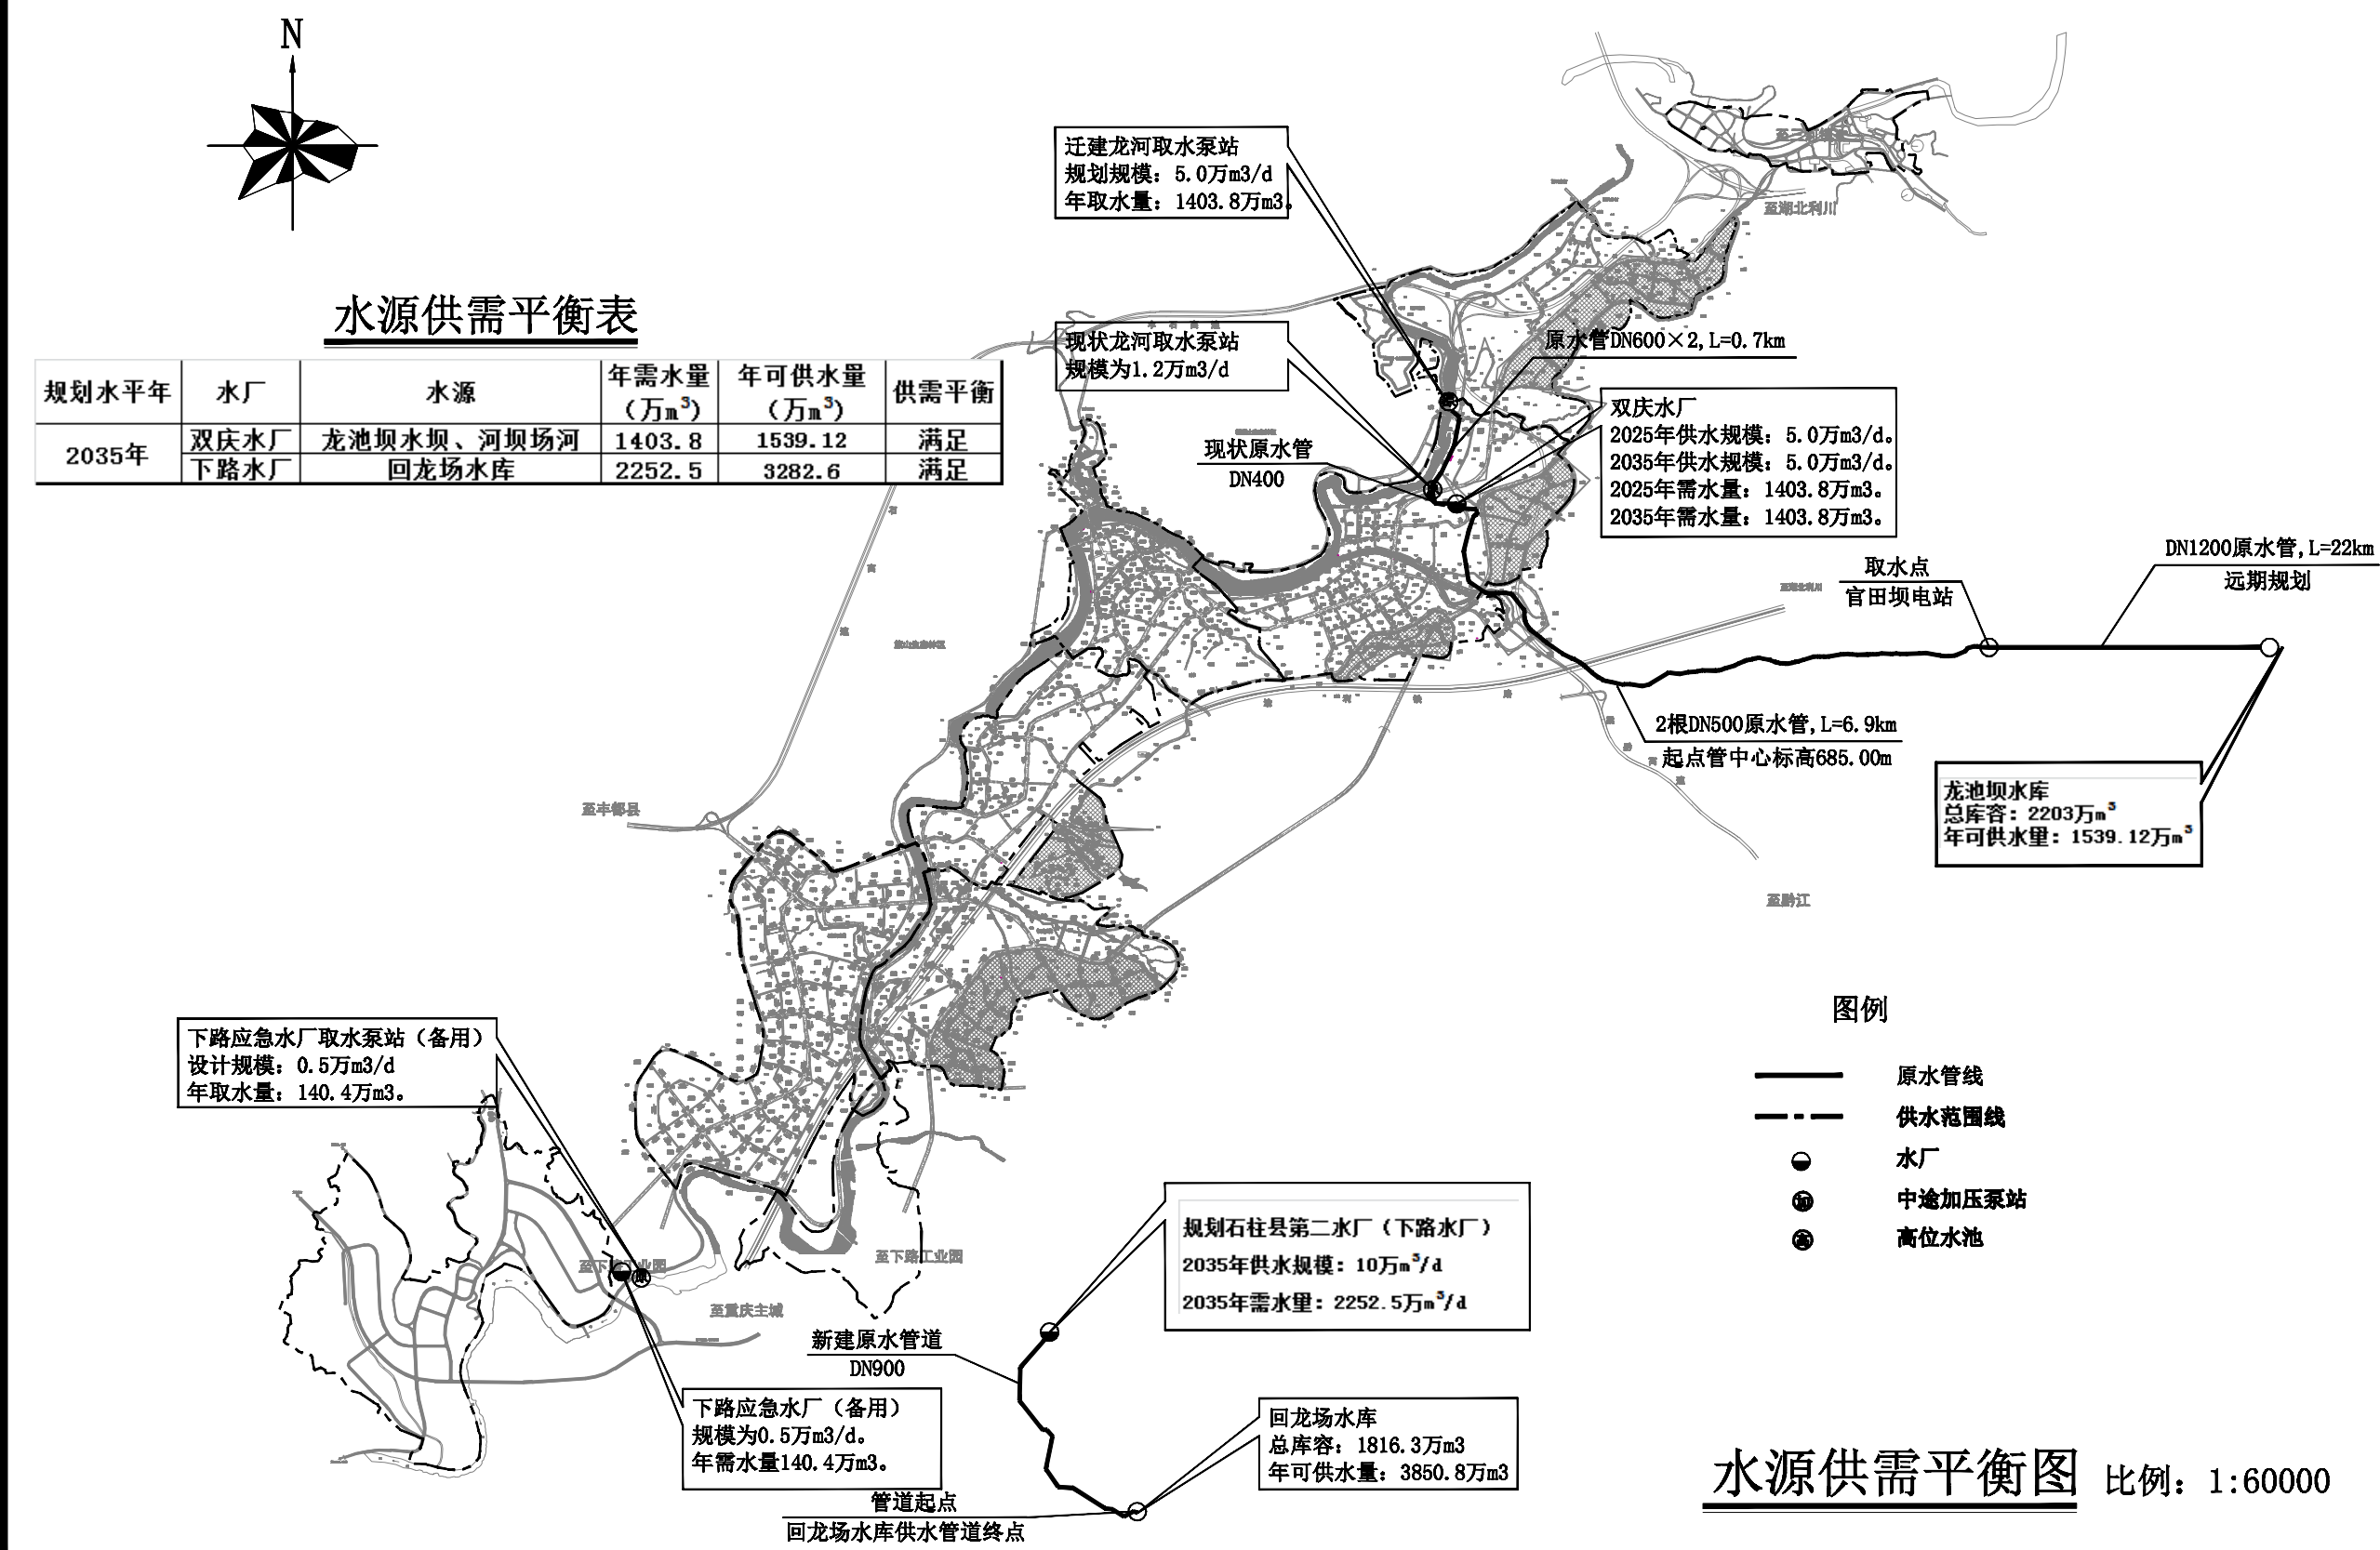 N
迁建龙河取水泵站
规划规模：5.0万m3/d
年取水量：1403.8万m3。
至湖北利川
水源供需平衡表
规划水平年 水厂 水源 年需水量（万m³） 年可供水量（万m³） 供需平衡
2035年 双庆水厂 龙池坝水坝、河坝场河 1403.8 1539.12 满足
下路水厂 回龙场水库 2252.5 3282.6 满足
现状龙河取水泵站
规模为1.2万m3/d
原水管DN600×2,L=0.7km
双庆水厂
2025年供水规模：5.0万m3/d。
2035年供水规模：5.0万m3/d。
2025年需水量：1403.8万m3。
2035年需水量：1403.8万m3。
现状原水管
DN400
DN1200原水管,L=22km
远期规划
取水点
官田坝电站
至湖北利川
2根DN500原水管,L=6.9km
起点管中心标高685.00m
龙池坝水库
总库容：2203万m³
年可供水量：1539.12万m³
至丰都县
至黔江
下路应急水厂取水泵站（备用）
设计规模：0.5万m3/d
年取水量：140.4万m3。
图例
原水管线
供水范围线
水厂
中途加压泵站
高位水池
规划石柱县第二水厂（下路水厂）
2035年供水规模：10万m³/d
2035年需水量：2252.5万m³/d
至下路工业园
至下路工业园
至重庆主城
新建原水管道
DN900
下路应急水厂（备用）
规模为0.5万m3/d。
年需水量140.4万m3。
回龙场水库
总库容：1816.3万m3
年可供水量：3850.8万m3
管道起点
回龙场水库供水管道终点
水源供需平衡图 比例：1:60000